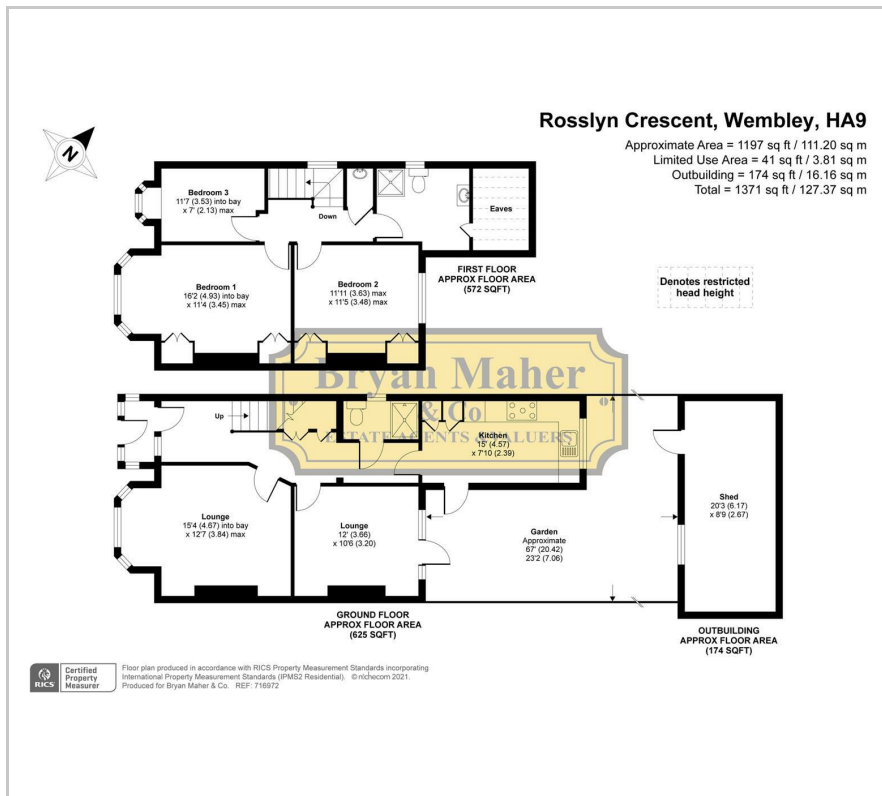 Rosslyn Crescent, Wembley, HA9
Approximate Area = 1197 sq ft / 111.20 sq m
Limited Use Area = 41 sq ft / 3.81 sq m
Outbuilding = 174 sq ft / 16.16 sq m
Total = 1371 sq ft / 127.37 sq m
N
Bedroom 3
11'7 (3.53) into bay
x 7' (2.13) max
Down
Eaves
Bedroom 1
16'2 (4.93) into bay
x 11'4 (3.45) max
Bedroom 2
11'11 (3.63) max
x 11'5 (3.48) max
FIRST FLOOR
APPROX FLOOR AREA
(572 SQFT)
Denotes restricted
head height
Bryan Maher
& Co
ESTATE AGENTS & VALUERS
Up
Kitchen
15' (4.57)
x 7'10 (2.39)
Lounge
15'4 (4.67) into bay
x 12'7 (3.84) max
Lounge
12' (3.66)
x 10'6 (3.20)
Garden
Approximate
67' (20.42)
23'2 (7.06)
Shed
20'3 (6.17)
x 8'9 (2.67)
GROUND FLOOR
APPROX FLOOR AREA
(625 SQFT)
OUTBUILDING
APPROX FLOOR AREA
(174 SQFT)
RICS
Certified
Property
Measurer
Floor plan produced in accordance with RICS Property Measurement Standards incorporating
International Property Measurement Standards (IPMS2 Residential). © nichecom 2021.
Produced for Bryan Maher & Co. REF: 716972